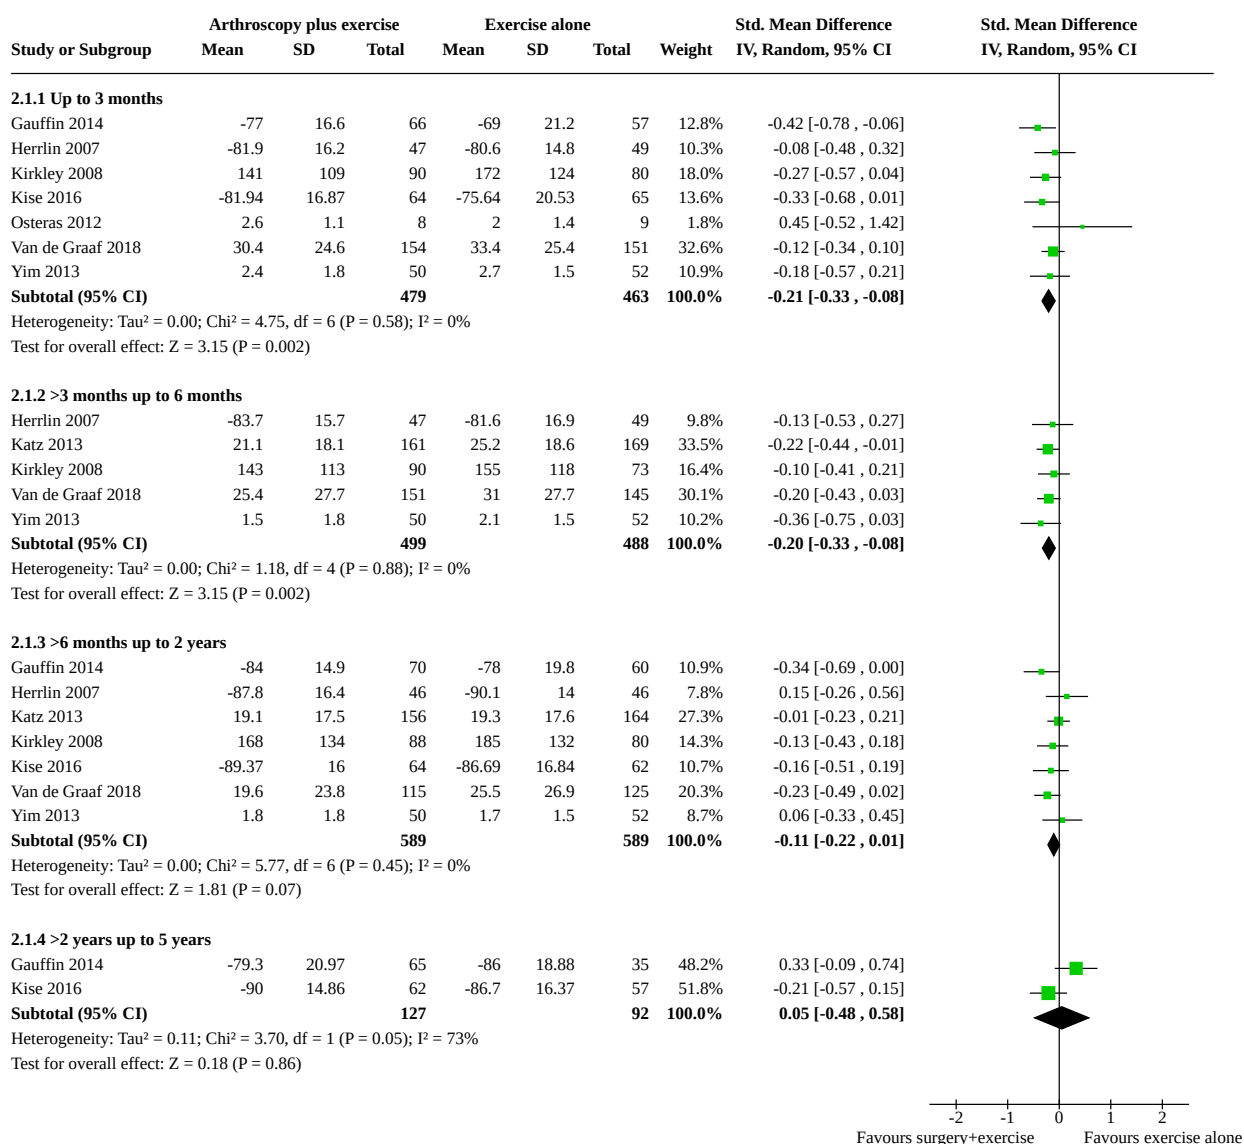 Arthroscopy plus exercise Exercise alone Std. Mean Difference Std. Mean Difference
Study or Subgroup Mean SD Total Mean SD Total Weight IV, Random, 95% CI IV, Random, 95% CI
2.1.1 Up to 3 months
Gauffin 2014 -77 16.6 66 -69 21.2 57 12.8% -0.42 [-0.78 , -0.06]
Herrlin 2007 -81.9 16.2 47 -80.6 14.8 49 10.3% -0.08 [-0.48 , 0.32]
Kirkley 2008 141 109 90 172 124 80 18.0% -0.27 [-0.57 , 0.04]
Kise 2016 -81.94 16.87 64 -75.64 20.53 65 13.6% -0.33 [-0.68 , 0.01]
Osteras 2012 2.6 1.1 8 2 1.4 9 1.8% 0.45 [-0.52 , 1.42]
Van de Graaf 2018 30.4 24.6 154 33.4 25.4 151 32.6% -0.12 [-0.34 , 0.10]
Yim 2013 2.4 1.8 50 2.7 1.5 52 10.9% -0.18 [-0.57 , 0.21]
Subtotal (95% CI) 479 463 100.0% -0.21 [-0.33 , -0.08]
Heterogeneity: Tau² = 0.00; Chi² = 4.75, df = 6 (P = 0.58); I² = 0%
Test for overall effect: Z = 3.15 (P = 0.002)
2.1.2 >3 months up to 6 months
Herrlin 2007 -83.7 15.7 47 -81.6 16.9 49 9.8% -0.13 [-0.53 , 0.27]
Katz 2013 21.1 18.1 161 25.2 18.6 169 33.5% -0.22 [-0.44 , -0.01]
Kirkley 2008 143 113 90 155 118 73 16.4% -0.10 [-0.41 , 0.21]
Van de Graaf 2018 25.4 27.7 151 31 27.7 145 30.1% -0.20 [-0.43 , 0.03]
Yim 2013 1.5 1.8 50 2.1 1.5 52 10.2% -0.36 [-0.75 , 0.03]
Subtotal (95% CI) 499 488 100.0% -0.20 [-0.33 , -0.08]
Heterogeneity: Tau² = 0.00; Chi² = 1.18, df = 4 (P = 0.88); I² = 0%
Test for overall effect: Z = 3.15 (P = 0.002)
2.1.3 >6 months up to 2 years
Gauffin 2014 -84 14.9 70 -78 19.8 60 10.9% -0.34 [-0.69 , 0.00]
Herrlin 2007 -87.8 16.4 46 -90.1 14 46 7.8% 0.15 [-0.26 , 0.56]
Katz 2013 19.1 17.5 156 19.3 17.6 164 27.3% -0.01 [-0.23 , 0.21]
Kirkley 2008 168 134 88 185 132 80 14.3% -0.13 [-0.43 , 0.18]
Kise 2016 -89.37 16 64 -86.69 16.84 62 10.7% -0.16 [-0.51 , 0.19]
Van de Graaf 2018 19.6 23.8 115 25.5 26.9 125 20.3% -0.23 [-0.49 , 0.02]
Yim 2013 1.8 1.8 50 1.7 1.5 52 8.7% 0.06 [-0.33 , 0.45]
Subtotal (95% CI) 589 589 100.0% -0.11 [-0.22 , 0.01]
Heterogeneity: Tau² = 0.00; Chi² = 5.77, df = 6 (P = 0.45); I² = 0%
Test for overall effect: Z = 1.81 (P = 0.07)
2.1.4 >2 years up to 5 years
Gauffin 2014 -79.3 20.97 65 -86 18.88 35 48.2% 0.33 [-0.09 , 0.74]
Kise 2016 -90 14.86 62 -86.7 16.37 57 51.8% -0.21 [-0.57 , 0.15]
Subtotal (95% CI) 127 92 100.0% 0.05 [-0.48 , 0.58]
Heterogeneity: Tau² = 0.11; Chi² = 3.70, df = 1 (P = 0.05); I² = 73%
Test for overall effect: Z = 0.18 (P = 0.86)
-2 -1 0 1 2
Favours surgery+exercise Favours exercise alone